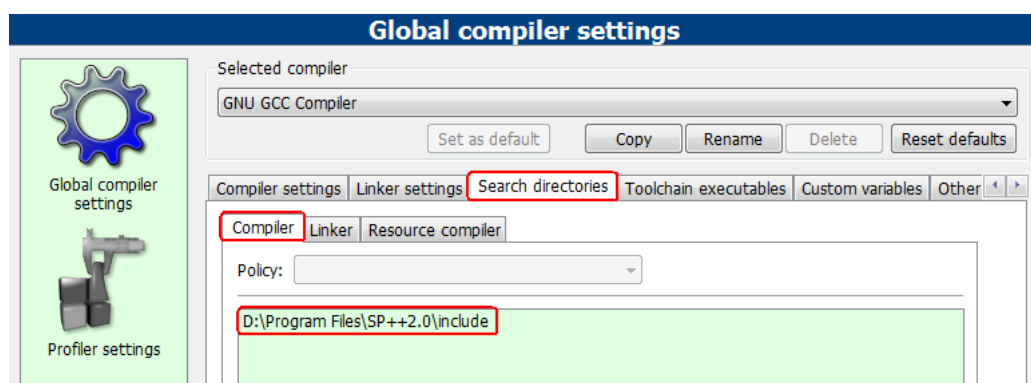 Global compiler settings
Selected compiler
GNU GCC Compiler
Set as default Copy Rename Delete Reset defaults
Global compiler
settings
Compiler settings Linker settings Search directories Toolchain executables Custom variables Other
Compiler Linker Resource compiler
Policy:
D:\Program Files\SP++2.0\include
Profiler settings